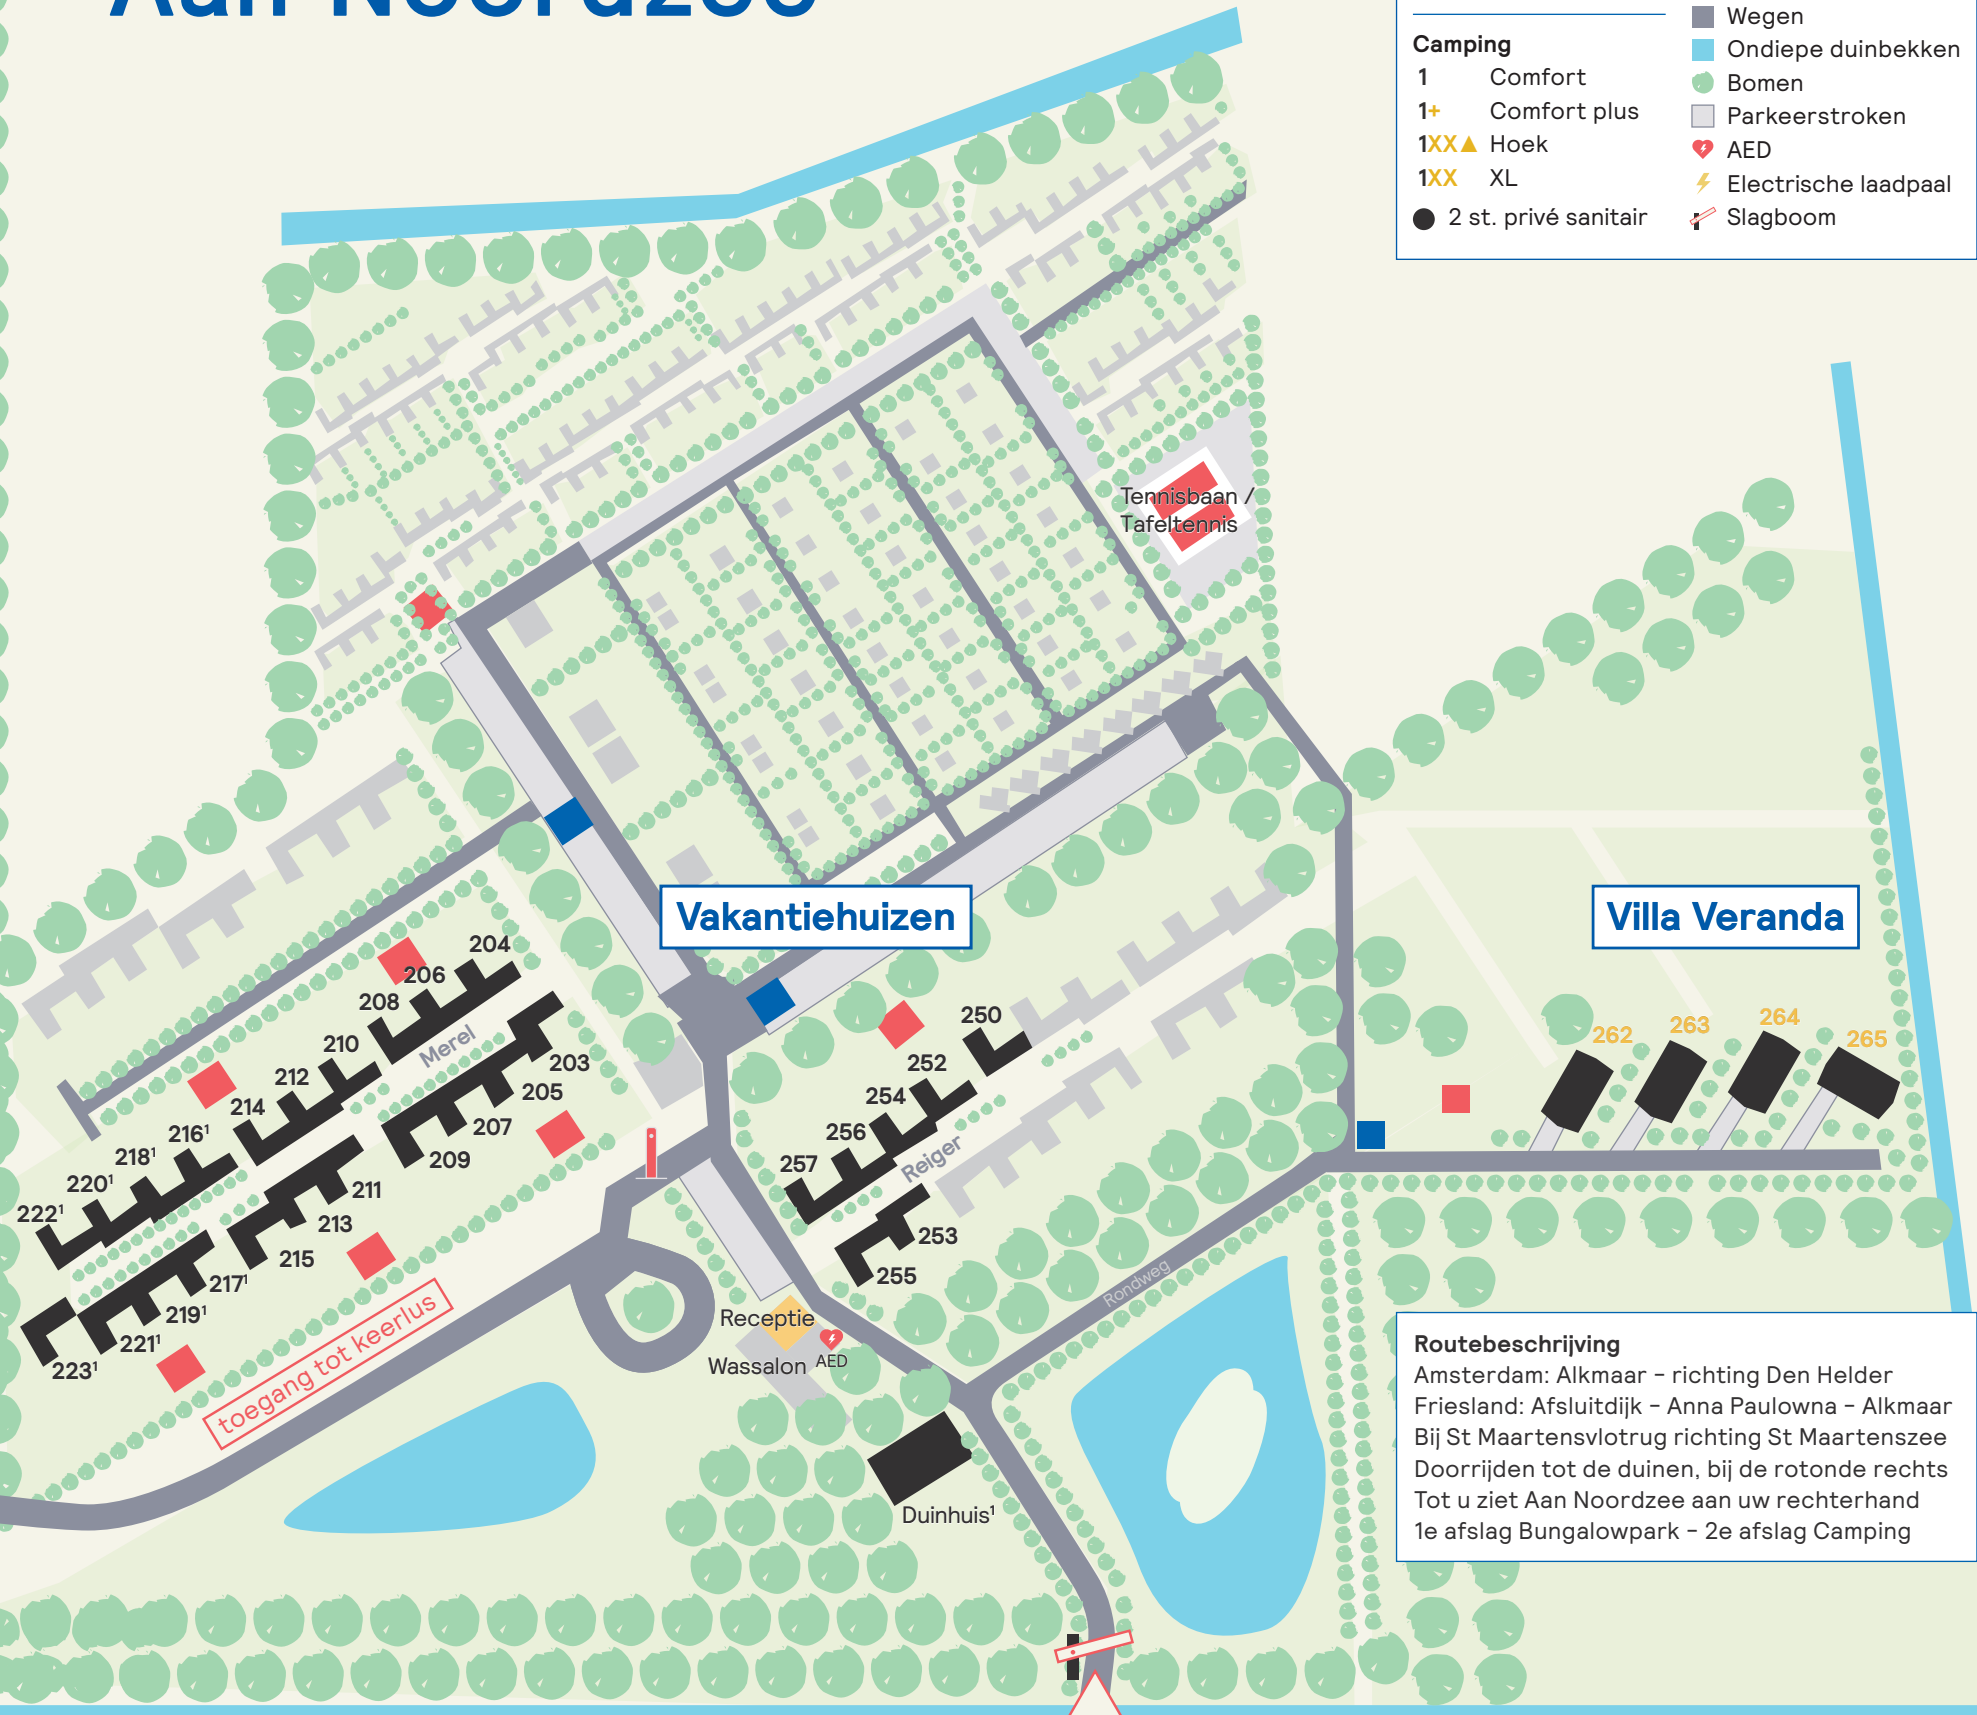 Aan Noordzee
Camping
1 Comfort
1+ Comfort plus
1XX▲ Hoek
1XX XL
2 st. privé sanitair
Wegen
Ondiepe duinbekken
Bomen
Parkeerstroken
AED
Electrische laadpaal
Slagboom
Tennisbaan /
Tafeltennis
Vakantiehuizen
Villa Veranda
204
206
208
210
212
214
216¹
218¹
220¹
222¹
Merel
203
205
207
209
211
213
215
217¹
219¹
221¹
223¹
250
252
254
256
257
Reiger
253
255
262
263
264
265
Rondweg
toegang tot keerlus
Receptie
Wassalon
AED
Duinhuis¹
Routebeschrijving
Amsterdam: Alkmaar - richting Den Helder
Friesland: Afsluitdijk - Anna Paulowna - Alkmaar
Bij St Maartensvlotrug richting St Maartenszee
Doorrijden tot de duinen, bij de rotonde rechts
Tot u ziet Aan Noordzee aan uw rechterhand
1e afslag Bungalowpark - 2e afslag Camping